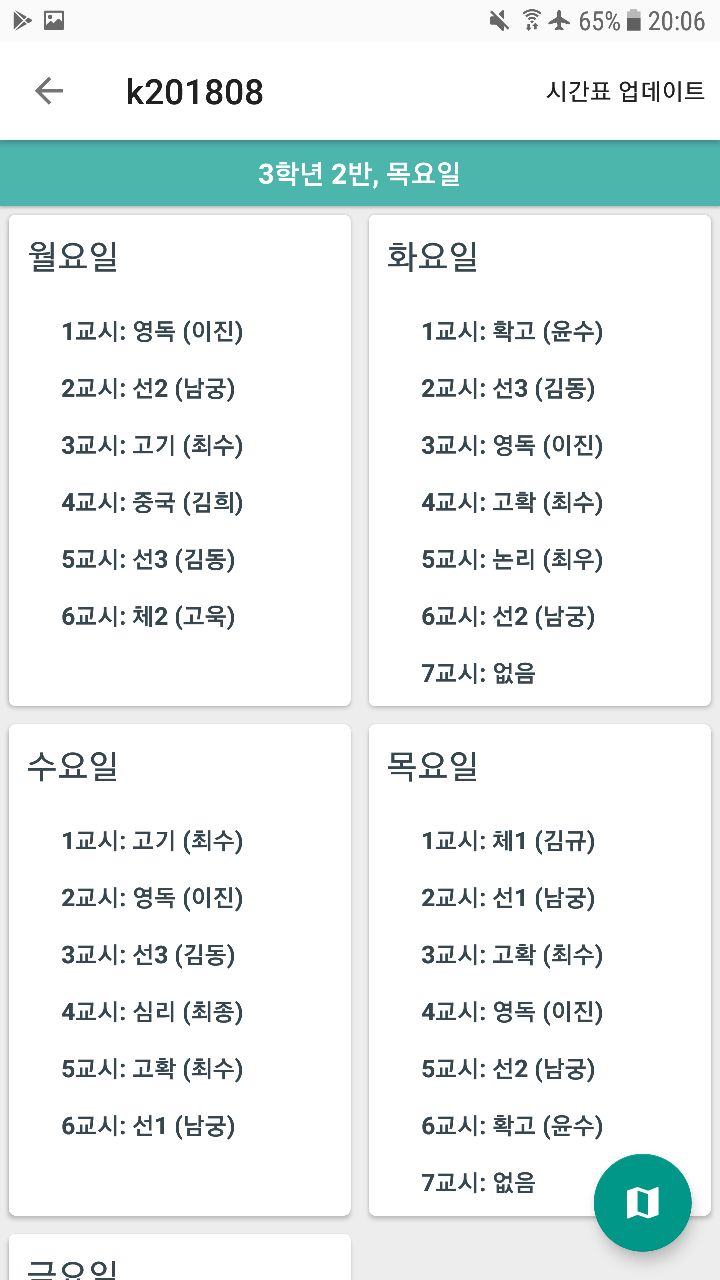 65% 20:06
k201808 시간표 업데이트
3학년 2반, 목요일
월요일
1교시: 영독 (이진)
2교시: 선2 (남궁)
3교시: 고기 (최수)
4교시: 중국 (김희)
5교시: 선3 (김동)
6교시: 체2 (고욱)
화요일
1교시: 확고 (윤수)
2교시: 선3 (김동)
3교시: 영독 (이진)
4교시: 고확 (최수)
5교시: 논리 (최우)
6교시: 선2 (남궁)
7교시: 없음
수요일
1교시: 고기 (최수)
2교시: 영독 (이진)
3교시: 선3 (김동)
4교시: 심리 (최종)
5교시: 고확 (최수)
6교시: 선1 (남궁)
목요일
1교시: 체1 (김규)
2교시: 선1 (남궁)
3교시: 고확 (최수)
4교시: 영독 (이진)
5교시: 선2 (남궁)
6교시: 확고 (윤수)
7교시: 없음
금요일